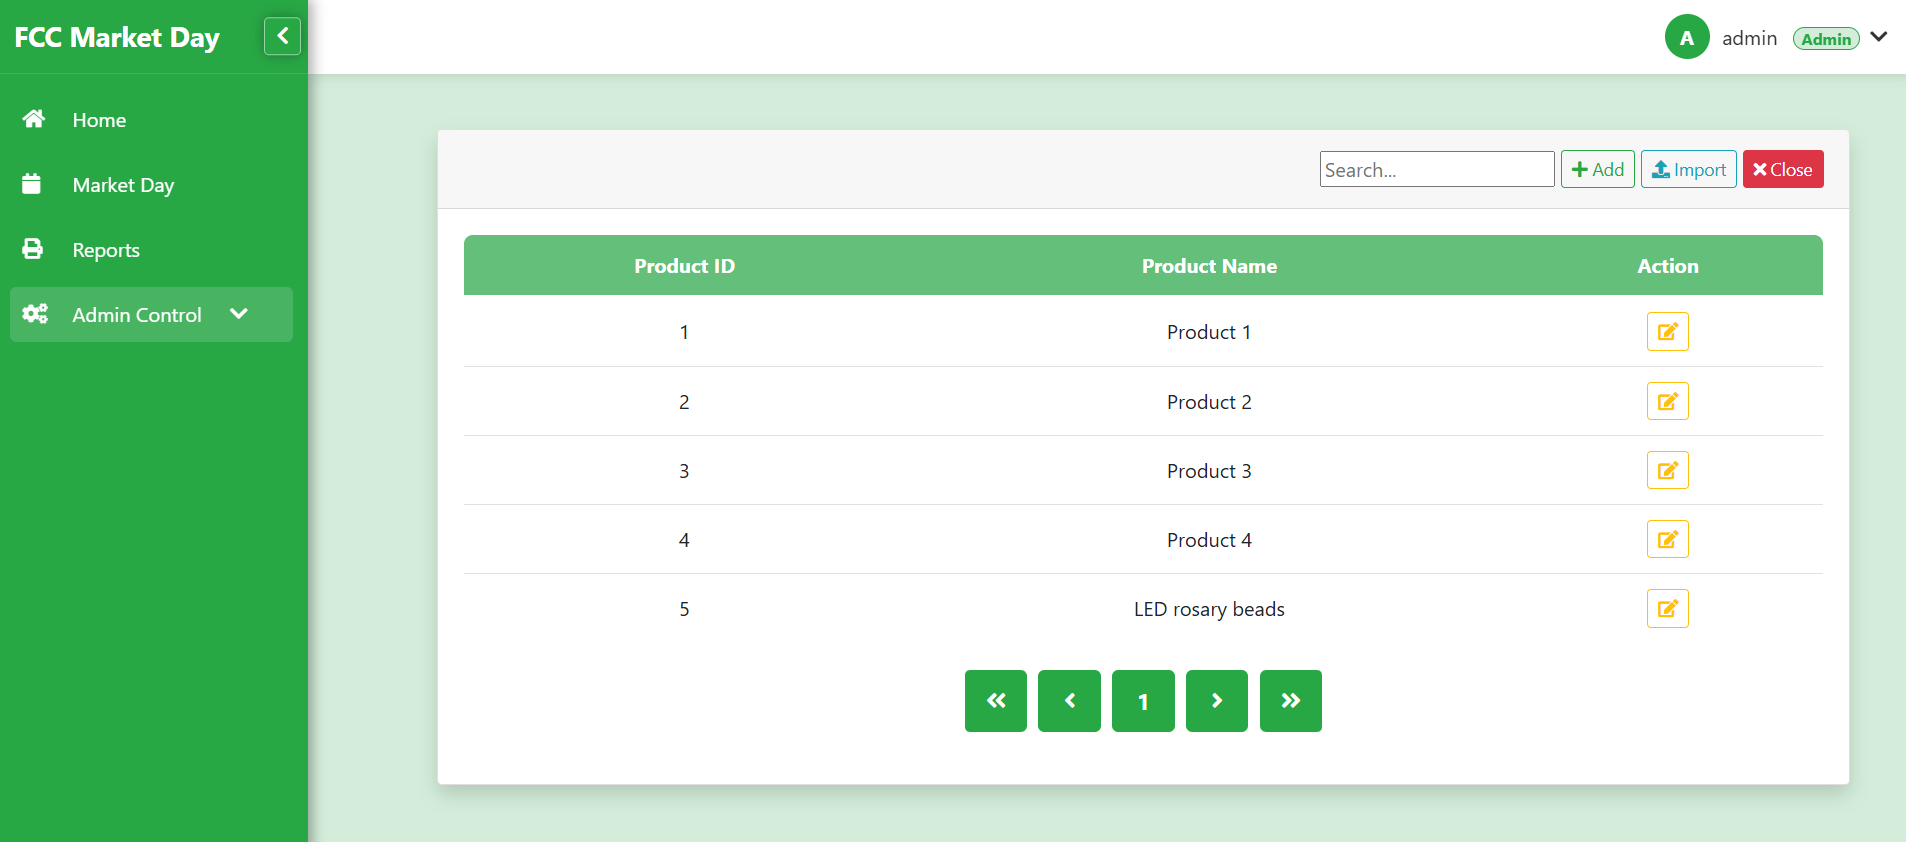 FCC Market Day
A admin Admin
Home
Market Day
Reports
Admin Control
Search... Add Import Close
Product ID Product Name Action
1 Product 1
2 Product 2
3 Product 3
4 Product 4
5 LED rosary beads
1